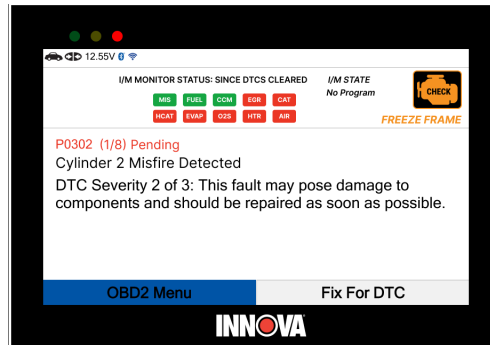 12.55V
I/M MONITOR STATUS: SINCE DTCS CLEARED
I/M STATE
No Program
MIS FUEL CCM EGR CAT
HCAT EVAP O2S HTR AIR
CHECK
FREEZE FRAME
P0302 (1/8) Pending
Cylinder 2 Misfire Detected
DTC Severity 2 of 3: This fault may pose damage to
components and should be repaired as soon as possible.
OBD2 Menu
Fix For DTC
INNOVA